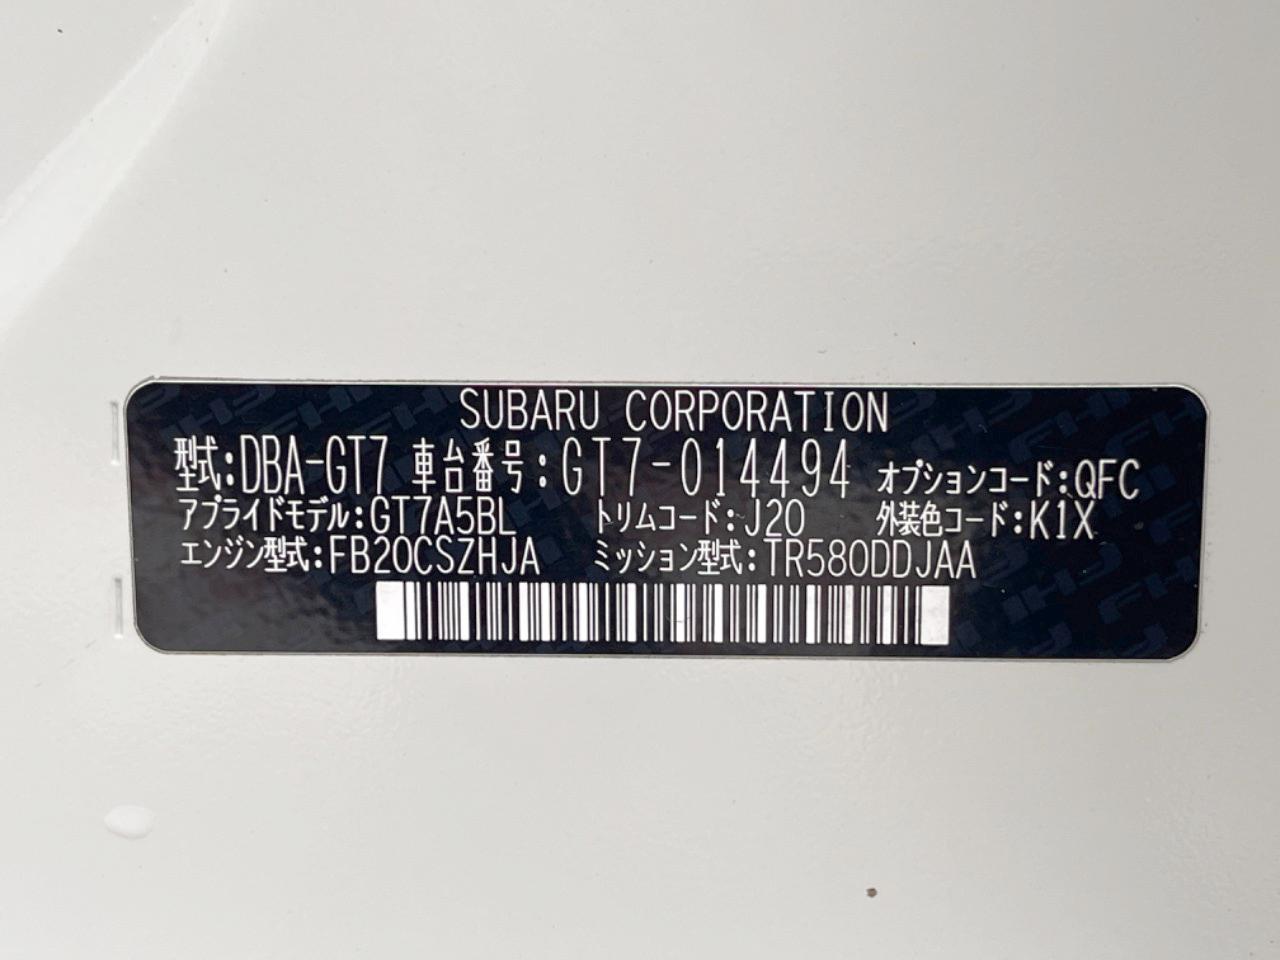 SUBARU CORPORATION
型式:DBA-GT7 車台番号:GT7-014494 オプションコード:QFC
アプライドモデル:GT7A5BL トリムコード:J20 外装色コード:K1X
エンジン型式:FB20CSZHJA ミッション型式:TR580DDJAA